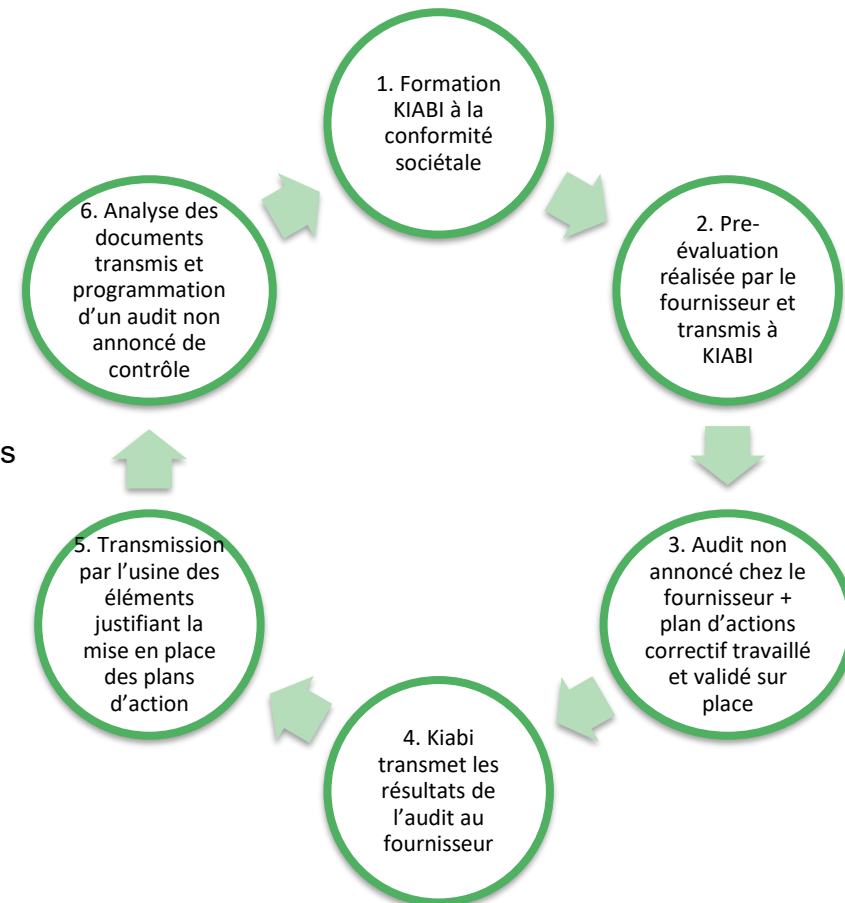 1. Formation
KIABI à la
conformité
sociétale
2. Pre-
évaluation
réalisée par le
fournisseur et
transmis à
KIABI
3. Audit non
annoncé chez le
fournisseur +
plan d’actions
correctif travaillé
et validé sur
place
4. Kiabi
transmet les
résultats de
l’audit au
fournisseur
5. Transmission
par l’usine des
éléments
justifiant la
mise en place
des plans
d’action
6. Analyse des
documents
transmis et
programmation
d’un audit non
annoncé de
contrôle
s